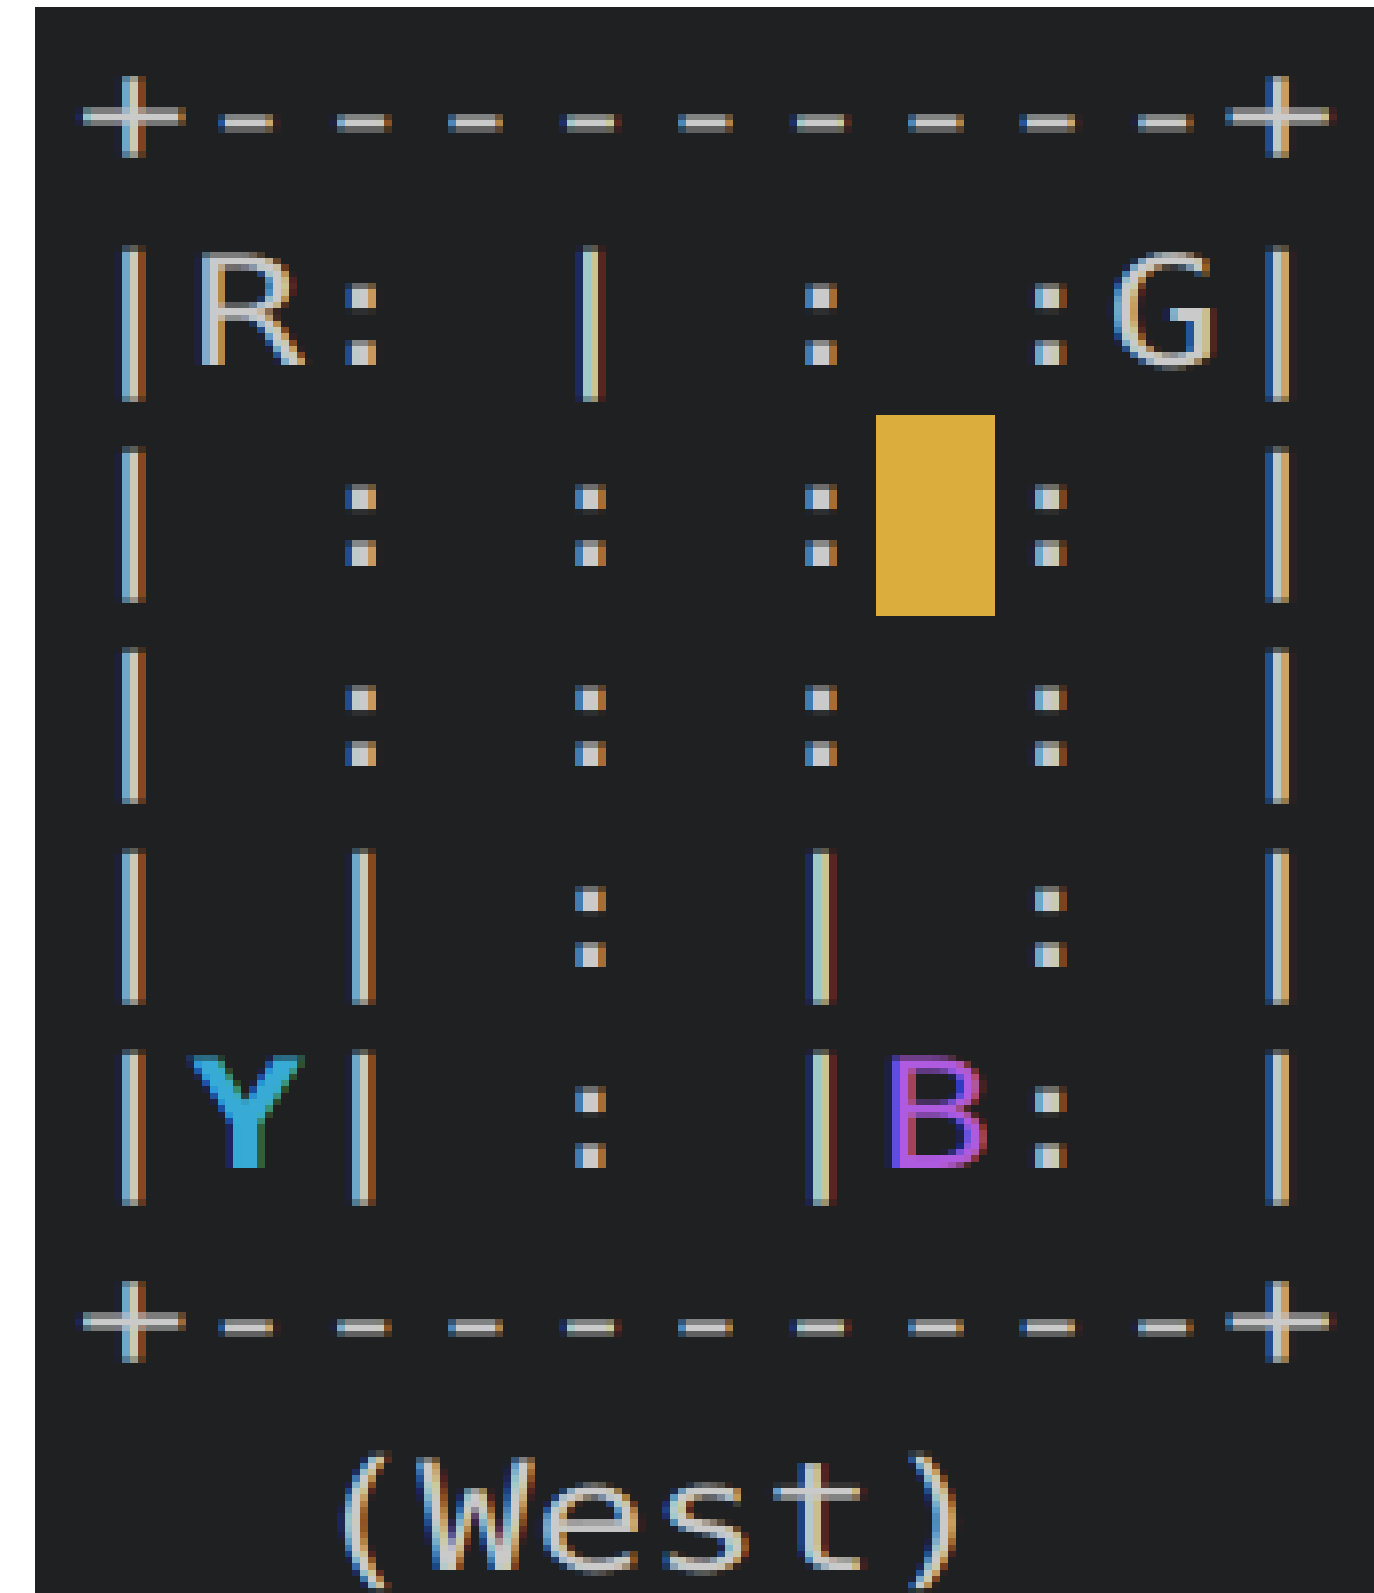 +---------+
|R: | : :G|
| : : : : |
| : : : : |
| | : | : |
|Y| : |B: |
+---------+
  (West)